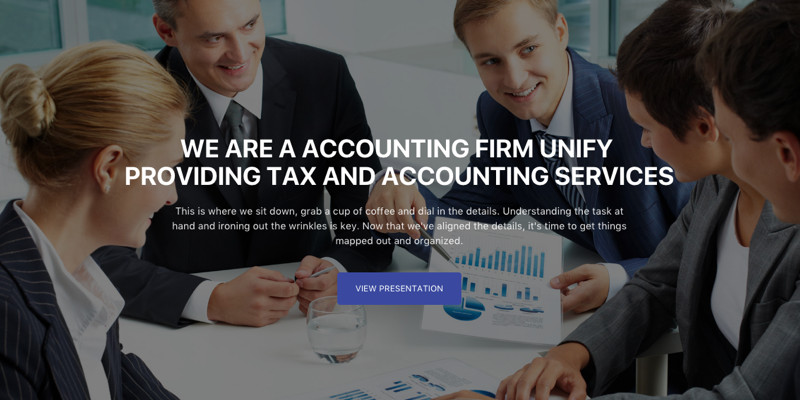 WE ARE A ACCOUNTING FIRM UNIFY
PROVIDING TAX AND ACCOUNTING SERVICES
This is where we sit down, grab a cup of coffee and dial in the details. Understanding the task at
hand and ironing out the wrinkles is key. Now that we've aligned the details, it's time to get things
mapped out and organized.
VIEW PRESENTATION